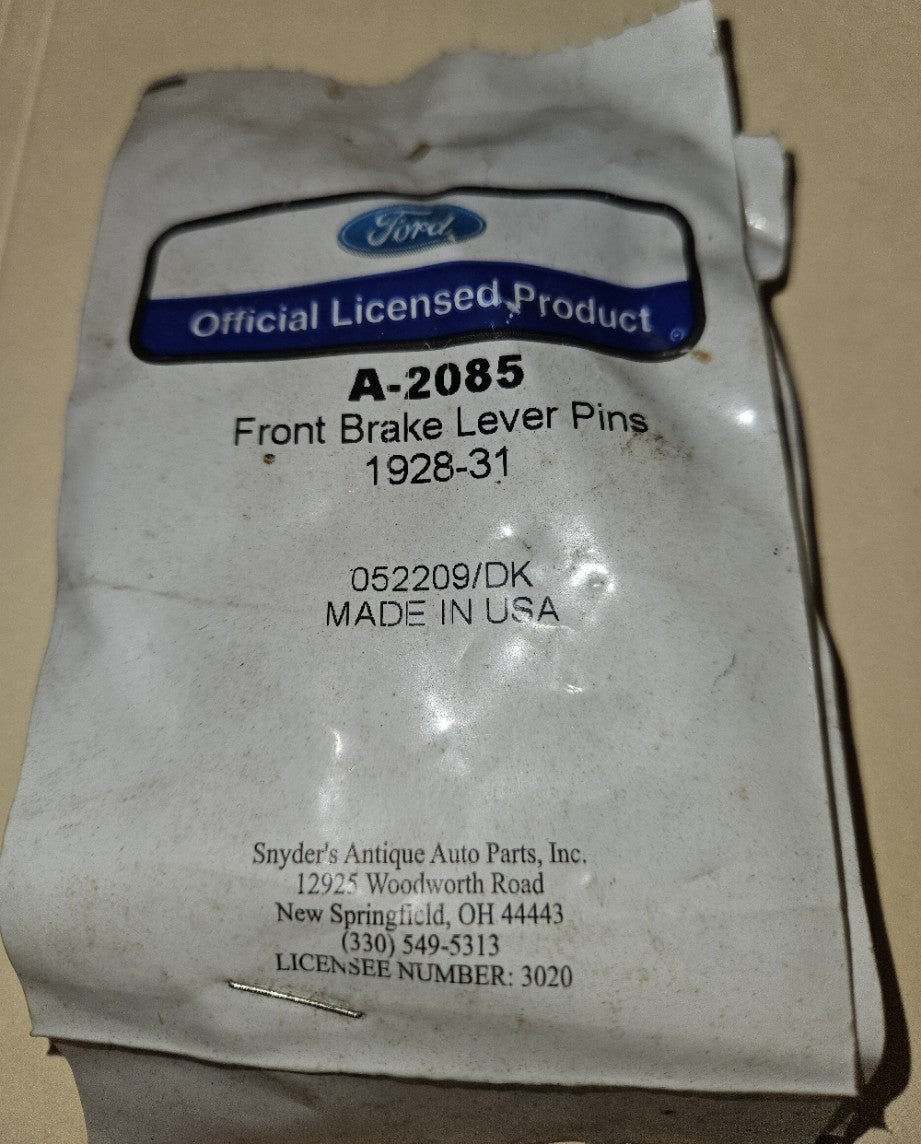 Ford
Official Licensed Product
A-2085
Front Brake Lever Pins
1928-31
052209/DK
MADE IN USA
Snyder's Antique Auto Parts, Inc.
12925 Woodworth Road
New Springfield, OH 44443
(330) 549-5313
LICENSEE NUMBER: 3020